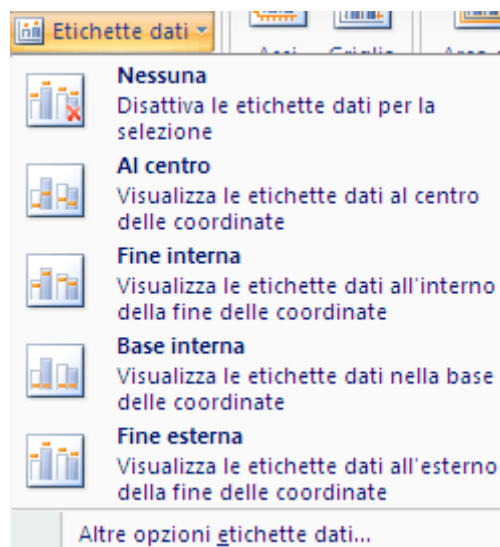 Etichette dati
Nessuna
Disattiva le etichette dati per la
selezione
Al centro
Visualizza le etichette dati al centro
delle coordinate
Fine interna
Visualizza le etichette dati all'interno
della fine delle coordinate
Base interna
Visualizza le etichette dati nella base
delle coordinate
Fine esterna
Visualizza le etichette dati all'esterno
della fine delle coordinate
Altre opzioni etichette dati...